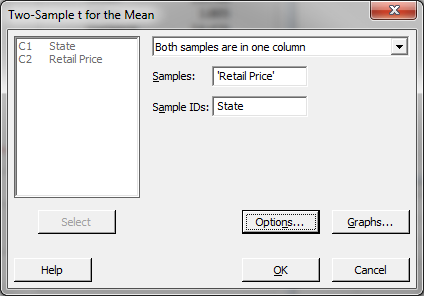 Two-Sample t for the Mean
C1 State
C2 Retail Price
Both samples are in one column
Samples: 'Retail Price'
Sample IDs: State
Select
Options...
Graphs...
Help
OK
Cancel